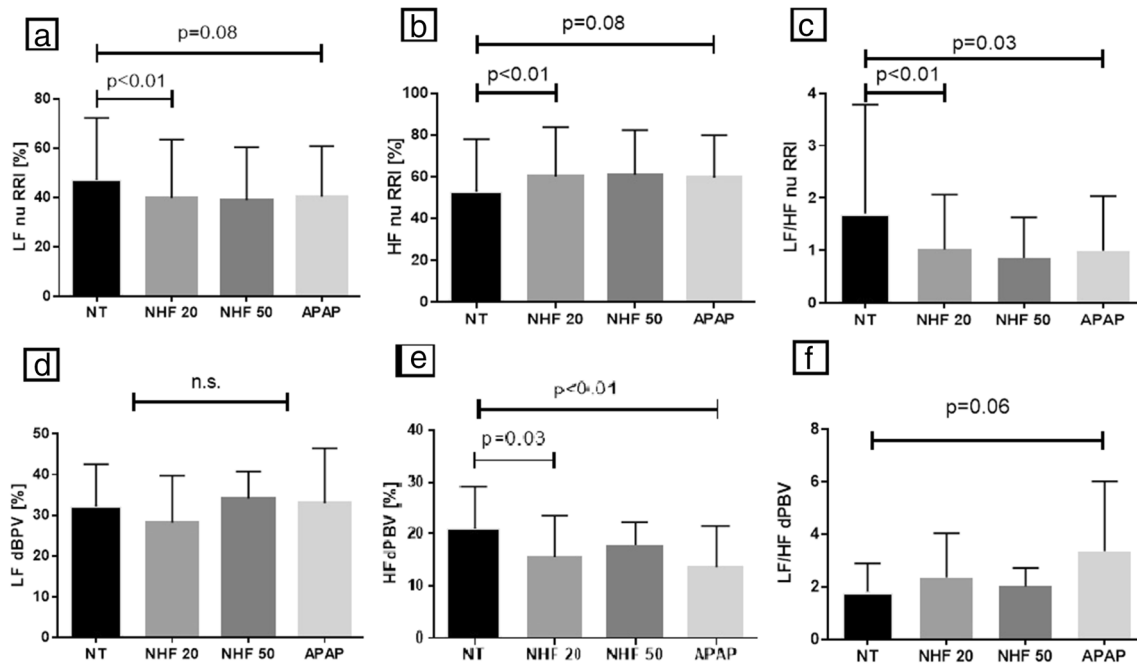 a
p=0.08
p<0.01
LF nu RRI [%]
80
60
40
20
0
NT NHF 20 NHF 50 APAP
b
p=0.08
p<0.01
HF nu RRI [%]
100
80
60
40
20
0
NT NHF 20 NHF 50 APAP
c
p=0.03
p<0.01
LF/HF nu RRI
4
3
2
1
0
NT NHF 20 NHF 50 APAP
d
n.s.
LF dBPV [%]
50
40
30
20
10
0
NT NHF 20 NHF 50 APAP
e
p<0.01
p=0.03
HF dPBV [%]
40
30
20
10
0
NT NHF 20 NHF 50 APAP
f
p=0.06
LF/HF dPBV
8
6
4
2
0
NT NHF 20 NHF 50 APAP